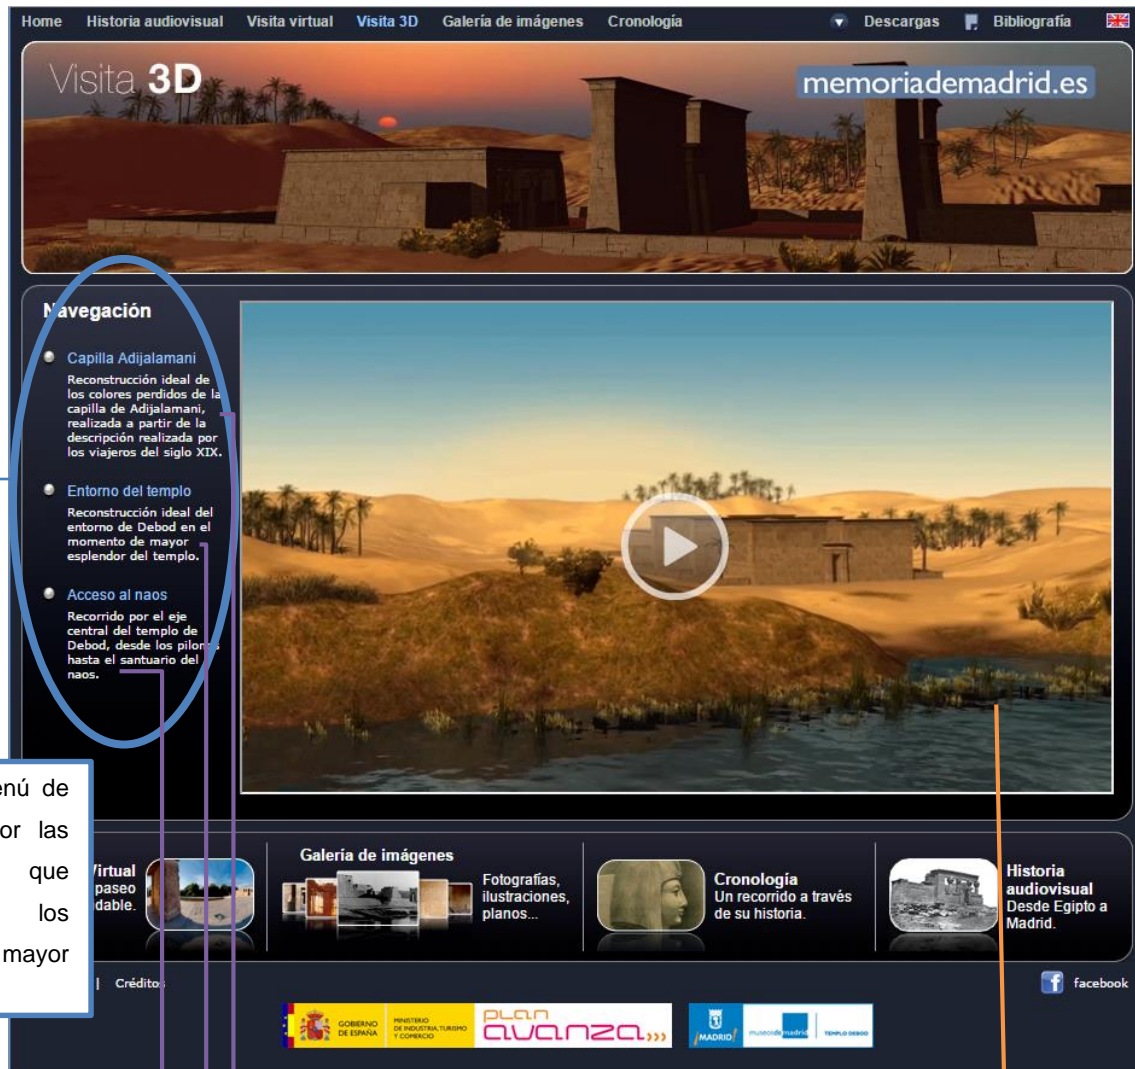 Home Historia audiovisual Visita virtual Visita 3D Galería de imágenes Cronología Descargas Bibliografía
Visita 3D
memoriademadrid.es
Navegación
Capilla Adijalamani
Reconstrucción ideal de
los colores perdidos de la
capilla de Adijalamani,
realizada a partir de la
descripción realizada por
los viajeros del siglo XIX.
Entorno del templo
Reconstrucción ideal del
entorno de Debod en el
momento de mayor
esplendor del templo.
Acceso al naos
Recorrido por el eje
central del templo de
Debod, desde los pilonos
hasta el santuario del
naos.
enú de
or las
que
los
mayor
Virtual
paseo
dable.
Galería de imágenes
Fotografías,
ilustraciones,
planos...
Cronología
Un recorrido a través
de su historia.
Historia
audiovisual
Desde Egipto a
Madrid.
| Créditos
facebook
GOBIERNO
DE ESPAÑA
MINISTERIO
DE INDUSTRIA, TURISMO
Y COMERCIO
PLAN
avanza
¡MADRID!
museosdemadrid
TEMPLO DEBOD